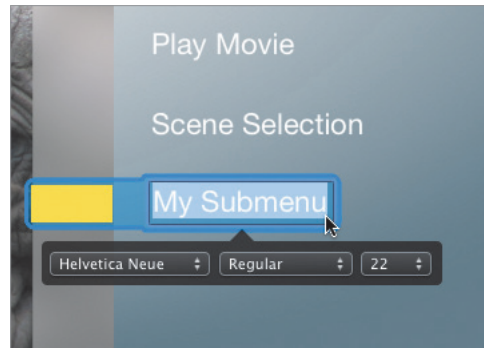 Play Movie
Scene Selection
My Submenu
Helvetica Neue Regular 22